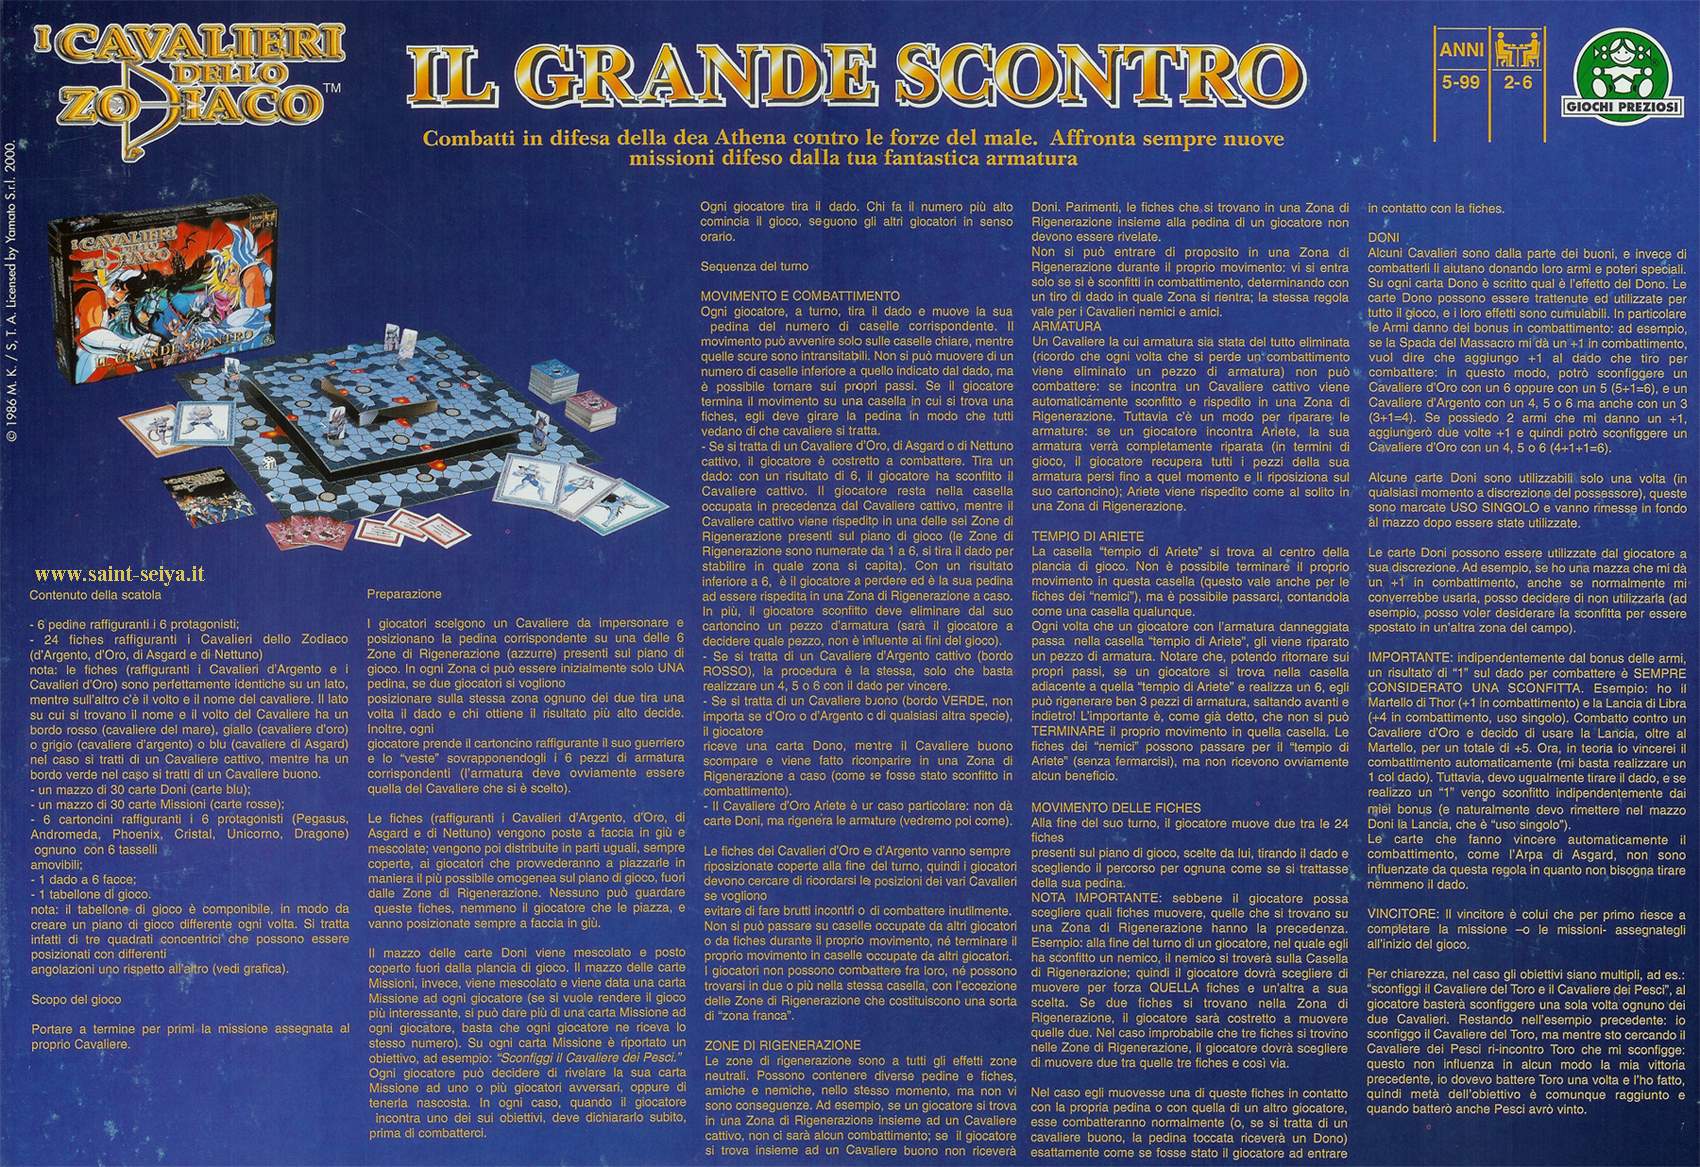 I CAVALIERI
DELLO
ZODIACO™
IL GRANDE SCONTRO
Combatti in difesa della dea Athena contro le forze del male. Affronta sempre nuove
missioni difeso dalla tua fantastica armatura
ANNI
5-99
2-6
GIOCHI PREZIOSI
© 1986 M. K. / S. T. A. Licensed by Yamato S.r.l. 2000.
I CAVALIERI
DELLO
ZODIACO
IL GRANDE SCONTRO
www.saint-seiya.it
Contenuto della scatola
- 6 pedine raffiguranti i 6 protagonisti;
- 24 fiches raffiguranti i Cavalieri dello Zodiaco
(d'Argento, d'Oro, di Asgard e di Nettuno)
nota: le fiches (raffiguranti i Cavalieri d'Argento e i
Cavalieri d'Oro) sono perfettamente identiche su un lato,
mentre sull'altro c'è il volto e il nome del cavaliere. Il lato
su cui si trovano il nome e il volto del Cavaliere ha un
bordo rosso (cavaliere del mare), giallo (cavaliere d'oro)
o grigio (cavaliere d'argento) o blu (cavaliere di Asgard)
nel caso si tratti di un Cavaliere cattivo, mentre ha un
bordo verde nel caso si tratti di un Cavaliere buono.
- un mazzo di 30 carte Doni (carte blu);
- un mazzo di 30 carte Missioni (carte rosse);
- 6 cartoncini raffiguranti i 6 protagonisti (Pegasus,
Andromeda, Phoenix, Cristal, Unicorno, Dragone)
ognuno con 6 tasselli
amovibili;
- 1 dado a 6 facce;
- 1 tabellone di gioco.
nota: il tabellone di gioco è componibile, in modo da
creare un piano di gioco differente ogni volta. Si tratta
infatti di tre quadrati concentrici che possono essere
posizionati con differenti
angolazioni uno rispetto all'altro (vedi grafica).
Scopo del gioco
Portare a termine per primi la missione assegnata al
proprio Cavaliere.
Preparazione
I giocatori scelgono un Cavaliere da impersonare e
posizionano la pedina corrispondente su una delle 6
Zone di Rigenerazione (azzurre) presenti sul piano di
gioco. In ogni Zona ci può essere inizialmente solo UNA
pedina, se due giocatori si vogliono
posizionare sulla stessa zona ognuno dei due tira una
volta il dado e chi ottiene il risultato più alto decide.
Inoltre, ogni
giocatore prende il cartoncino raffigurante il suo guerriero
e lo "veste" sovrapponendogli i 6 pezzi di armatura
corrispondenti (l'armatura deve ovviamente essere
quella del Cavaliere che si è scelto).
Le fiches (raffiguranti i Cavalieri d'Argento, d'Oro, di
Asgard e di Nettuno) vengono poste a faccia in giù e
mescolate; vengono poi distribuite in parti uguali, sempre
coperte, ai giocatori che provvederanno a piazzarle in
maniera il più possibile omogenea sul piano di gioco, fuori
dalle Zone di Rigenerazione. Nessuno può guardare
queste fiches, nemmeno il giocatore che le piazza, e
vanno posizionate sempre a faccia in giù.
Il mazzo delle carte Doni viene mescolato e posto
coperto fuori dalla plancia di gioco. Il mazzo delle carte
Missioni, invece, viene mescolato e viene data una carta
Missione ad ogni giocatore (se si vuole rendere il gioco
più interessante, si può dare più di una carta Missione ad
ogni giocatore, basta che ogni giocatore ne riceva lo
stesso numero). Su ogni carta Missione è riportato un
obiettivo, ad esempio: "Sconfiggi il Cavaliere dei Pesci."
Ogni giocatore può decidere di rivelare la sua carta
Missione ad uno o più giocatori avversari, oppure di
tenerla nascosta. In ogni caso, quando il giocatore
incontra uno dei sui obiettivi, deve dichiararlo subito,
prima di combatterci.
Ogni giocatore tira il dado. Chi fa il numero più alto
comincia il gioco, seguono gli altri giocatori in senso
orario.
Sequenza del turno
MOVIMENTO E COMBATTIMENTO
Ogni giocatore, a turno, tira il dado e muove la sua
pedina del numero di caselle corrispondente. Il
movimento può avvenire solo sulle caselle chiare, mentre
quelle scure sono intransitabili. Non si può muovere di un
numero di caselle inferiore a quello indicato dal dado, ma
è possibile tornare sui propri passi. Se il giocatore
termina il movimento su una casella in cui si trova una
fiches, egli deve girare la pedina in modo che tutti
vedano di che cavaliere si tratta.
- Se si tratta di un Cavaliere d'Oro, di Asgard o di Nettuno
cattivo, il giocatore è costretto a combattere. Tira un
dado: con un risultato di 6, il giocatore ha sconfitto il
Cavaliere cattivo. Il giocatore resta nella casella
occupata in precedenza dal Cavaliere cattivo, mentre il
Cavaliere cattivo viene rispedito in una delle sei Zone di
Rigenerazione presenti sul piano di gioco (le Zone di
Rigenerazione sono numerate da 1 a 6, si tira il dado per
stabilire in quale zona si capita). Con un risultato
inferiore a 6, è il giocatore a perdere ed è la sua pedina
ad essere rispedita in una Zona di Rigenerazione a caso.
In più, il giocatore sconfitto deve eliminare dal suo
cartoncino un pezzo d'armatura (sarà il giocatore a
decidere quale pezzo, non è influente ai fini del gioco).
- Se si tratta di un Cavaliere d'Argento cattivo (bordo
ROSSO), la procedura è la stessa, solo che basta
realizzare un 4, 5 o 6 con il dado per vincere.
- Se si tratta di un Cavaliere buono (bordo VERDE, non
importa se d'Oro o d'Argento o di qualsiasi altra specie),
il giocatore
riceve una carta Dono, mentre il Cavaliere buono
scompare e viene fatto ricomparire in una Zona di
Rigenerazione a caso (come se fosse stato sconfitto in
combattimento).
- Il Cavaliere d'Oro Ariete è ur caso particolare: non dà
carte Doni, ma rigenera le armature (vedremo poi come).
Le fiches dei Cavalieri d'Oro e d'Argento vanno sempre
riposizionate coperte alla fine del turno, quindi i giocatori
devono cercare di ricordarsi le posizioni dei vari Cavalieri
se vogliono
evitare di fare brutti incontri o di combattere inutilmente.
Non si può passare su caselle occupate da altri giocatori
o da fiches durante il proprio movimento, né terminare il
proprio movimento in caselle occupate da altri giocatori.
I giocatori non possono combattere fra loro, né possono
trovarsi in due o più nella stessa casella, con l'eccezione
delle Zone di Rigenerazione che costituiscono una sorta
di "zona franca".
ZONE DI RIGENERAZIONE
Le zone di rigenerazione sono a tutti gli effetti zone
neutrali. Possono contenere diverse pedine e fiches,
amiche e nemiche, nello stesso momento, ma non vi
sono conseguenze. Ad esempio, se un giocatore si trova
in una Zona di Rigenerazione insieme ad un Cavaliere
cattivo, non ci sarà alcun combattimento; se il giocatore
si trova insieme ad un Cavaliere buono non riceverà
Doni. Parimenti, le fiches che si trovano in una Zona di
Rigenerazione insieme alla pedina di un giocatore non
devono essere rivelate.
Non si può entrare di proposito in una Zona di
Rigenerazione durante il proprio movimento: vi si entra
solo se si è sconfitti in combattimento, determinando con
un tiro di dado in quale Zona si rientra; la stessa regola
vale per i Cavalieri nemici e amici.
ARMATURA
Un Cavaliere la cui armatura sia stata del tutto eliminata
(ricordo che ogni volta che si perde un combattimento
viene eliminato un pezzo di armatura) non può
combattere: se incontra un Cavaliere cattivo viene
automaticamente sconfitto e rispedito in una Zona di
Rigenerazione. Tuttavia c'è un modo per riparare le
armature: se un giocatore incontra Ariete, la sua
armatura verrà completamente riparata (in termini di
gioco, il giocatore recupera tutti i pezzi della sua
armatura persi fino a quel momento e li riposiziona sul
suo cartoncino); Ariete viene rispedito come al solito in
una Zona di Rigenerazione.
TEMPIO DI ARIETE
La casella "tempio di Ariete" si trova al centro della
plancia di gioco. Non è possibile terminare il proprio
movimento in questa casella (questo vale anche per le
fiches dei "nemici"), ma è possibile passarci, contandola
come una casella qualunque.
Ogni volta che un giocatore con l'armatura danneggiata
passa nella casella "tempio di Ariete", gli viene riparato
un pezzo di armatura. Notare che, potendo ritornare sui
propri passi, se un giocatore si trova nella casella
adiacente a quella "tempio di Ariete" e realizza un 6, egli
può rigenerare ben 3 pezzi di armatura, saltando avanti e
indietro! L'importante è, come già detto, che non si può
TERMINARE il proprio movimento in quella casella. Le
fiches dei "nemici" possono passare per il "tempio di
Ariete" (senza fermarcisi), ma non ricevono ovviamente
alcun beneficio.
MOVIMENTO DELLE FICHES
Alla fine del suo turno, il giocatore muove due tra le 24
fiches
presenti sul piano di gioco, scelte da lui, tirando il dado e
scegliendo il percorso per ognuna come se si trattasse
della sua pedina.
NOTA IMPORTANTE: sebbene il giocatore possa
scegliere quali fiches muovere, quelle che si trovano su
una Zona di Rigenerazione hanno la precedenza.
Esempio: alla fine del turno di un giocatore, nel quale egli
ha sconfitto un nemico, il nemico si troverà sulla Casella
di Rigenerazione; quindi il giocatore dovrà scegliere di
muovere per forza QUELLA fiches e un'altra a sua
scelta. Se due fiches si trovano nella Zona di
Rigenerazione, il giocatore sarà costretto a muovere
quelle due. Nel caso improbabile che tre fiches si trovino
nelle Zone di Rigenerazione, il giocatore dovrà scegliere
di muovere due tra quelle tre fiches e così via.
Nel caso egli muovesse una di queste fiches in contatto
con la propria pedina o con quella di un altro giocatore,
esse combatteranno normalmente (o, se si tratta di un
cavaliere buono, la pedina toccata riceverà un Dono)
esattamente come se fosse stato il giocatore ad entrare
in contatto con la fiches.
DONI
Alcuni Cavalieri sono dalla parte dei buoni, e invece di
combatterli li aiutano donando loro armi e poteri speciali.
Su ogni carta Dono è scritto qual è l'effetto del Dono. Le
carte Dono possono essere trattenute ed utilizzate per
tutto il gioco, e i loro effetti sono cumulabili. In particolare
le Armi danno dei bonus in combattimento: ad esempio,
se la Spada del Massacro mi dà un +1 in combattimento,
vuol dire che aggiungo +1 al dado che tiro per
combattere: in questo modo, potrò sconfiggere un
Cavaliere d'Oro con un 6 oppure con un 5 (5+1=6), e un
Cavaliere d'Argento con un 4, 5 o 6 ma anche con un 3
(3+1=4). Se possiedo 2 armi che mi danno un +1,
aggiungerò due volte +1 e quindi potrò sconfiggere un
Cavaliere d'Oro con un 4, 5 o 6 (4+1+1=6).
Alcune carte Doni sono utilizzabili solo una volta (in
qualsiasi momento a discrezione del possessore), queste
sono marcate USO SINGOLO e vanno rimesse in fondo
al mazzo dopo essere state utilizzate.
Le carte Doni possono essere utilizzate dal giocatore a
sua discrezione. Ad esempio, se ho una mazza che mi dà
un +1 in combattimento, anche se normalmente mi
converrebbe usarla, posso decidere di non utilizzarla (ad
esempio, posso voler desiderare la sconfitta per essere
spostato in un'altra zona del campo).
IMPORTANTE: indipendentemente dal bonus delle armi,
un risultato di "1" sul dado per combattere è SEMPRE
CONSIDERATO UNA SCONFITTA. Esempio: ho il
Martello di Thor (+1 in combattimento) e la Lancia di Libra
(+4 in combattimento, uso singolo). Combatto contro un
Cavaliere d'Oro e decido di usare la Lancia, oltre al
Martello, per un totale di +5. Ora, in teoria io vincerei il
combattimento automaticamente (mi basta realizzare un
1 col dado). Tuttavia, devo ugualmente tirare il dado, e se
realizzo un "1" vengo sconfitto indipendentemente dai
miei bonus (e naturalmente devo rimettere nel mazzo
Doni la Lancia, che è "uso singolo").
Le carte che fanno vincere automaticamente il
combattimento, come l'Arpa di Asgard, non sono
influenzate da questa regola in quanto non bisogna tirare
nemmeno il dado.
VINCITORE: Il vincitore è colui che per primo riesce a
completare la missione –o le missioni- assegnategli
all'inizio del gioco.
Per chiarezza, nel caso gli obiettivi siano multipli, ad es.:
"sconfiggi il Cavaliere del Toro e il Cavaliere dei Pesci", al
giocatore basterà sconfiggere una sola volta ognuno dei
due Cavalieri. Restando nell'esempio precedente: io
sconfiggo il Cavaliere del Toro, ma mentre sto cercando il
Cavaliere dei Pesci ri-incontro Toro che mi sconfigge:
questo non influenza in alcun modo la mia vittoria
precedente, io dovevo battere Toro una volta e l'ho fatto,
quindi metà dell'obiettivo è comunque raggiunto e
quando batterò anche Pesci avrò vinto.